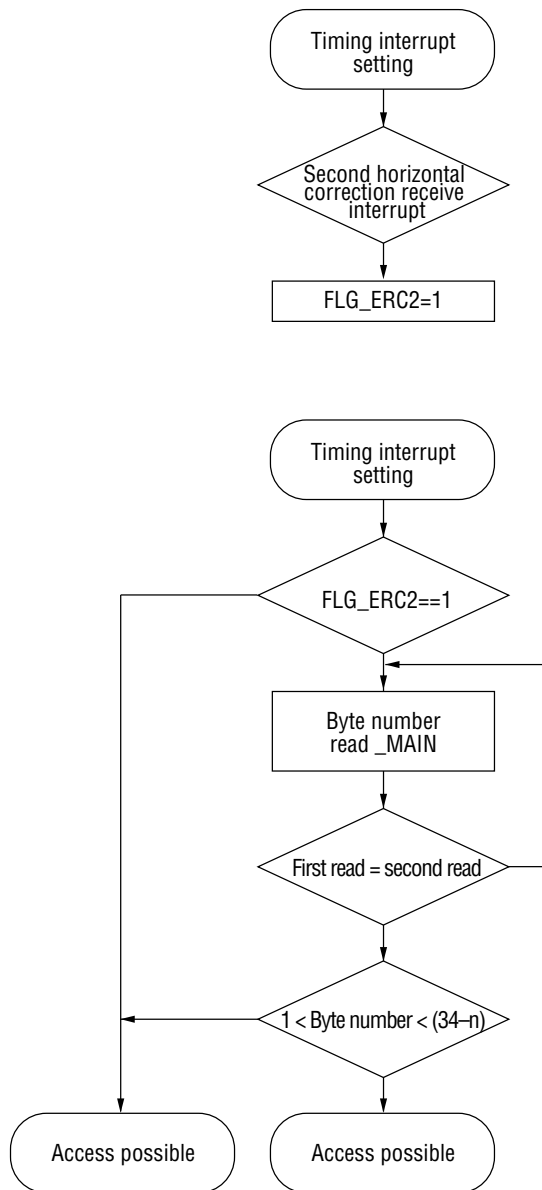 Timing interrupt
setting
Second horizontal
correction receive
interrupt
FLG_ERC2=1
Timing interrupt
setting
FLG_ERC2==1
Byte number
read _MAIN
First read = second read
1 < Byte number < (34–n)
Access possible
Access possible